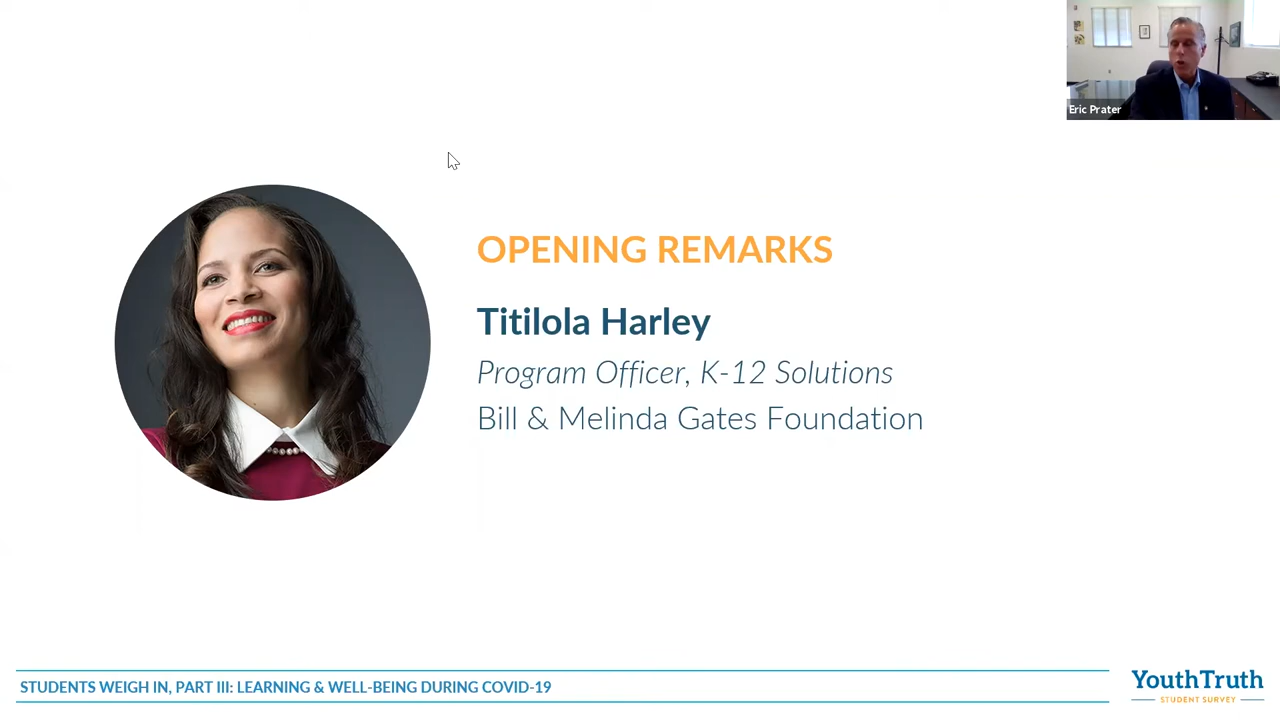 Eric Prater
OPENING REMARKS
Titilola Harley
Program Officer, K-12 Solutions
Bill & Melinda Gates Foundation
STUDENTS WEIGH IN, PART III: LEARNING & WELL-BEING DURING COVID-19
YouthTruth
STUDENT SURVEY